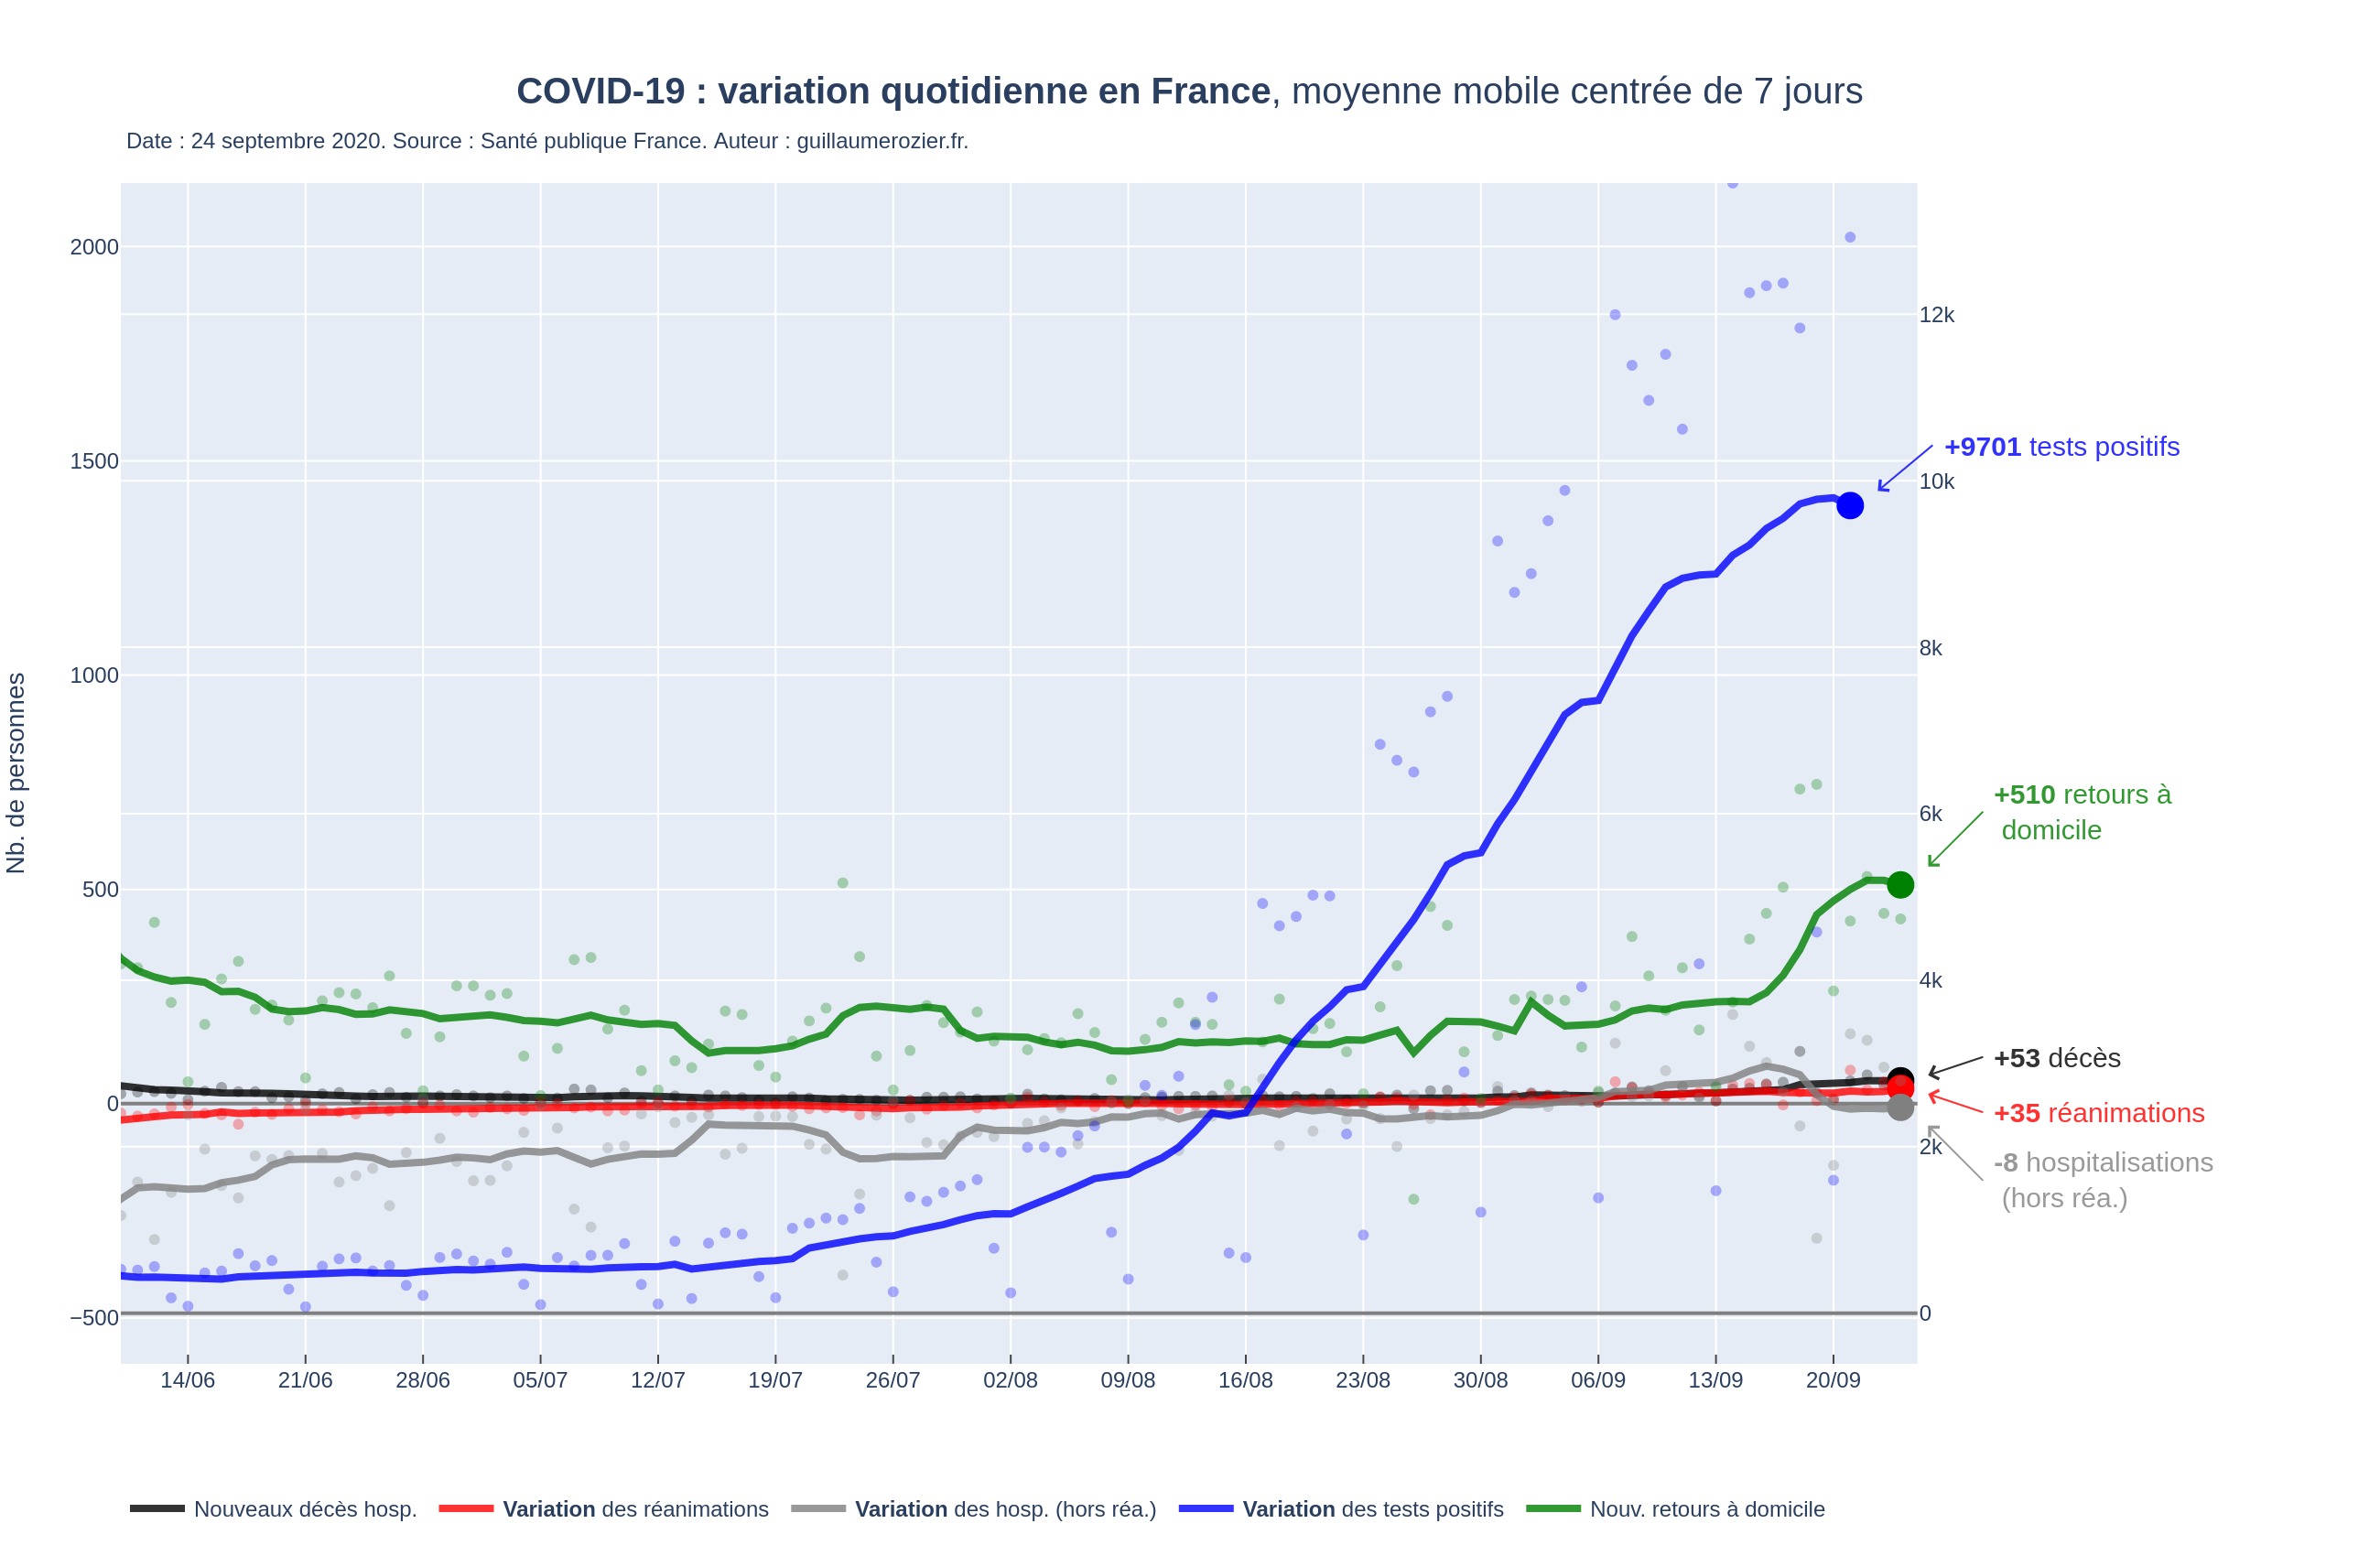 COVID-19 : variation quotidienne en France, moyenne mobile centrée de 7 jours
Date : 24 septembre 2020. Source : Santé publique France. Auteur : guillaumerozier.fr.
Nb. de personnes
2000
1500
1000
500
0
−500
12k
10k
8k
6k
4k
2k
0
+9701 tests positifs
+510 retours à
domicile
+53 décès
+35 réanimations
-8 hospitalisations
(hors réa.)
14/06 21/06 28/06 05/07 12/07 19/07 26/07 02/08 09/08 16/08 23/08 30/08 06/09 13/09 20/09
Nouveaux décès hosp. Variation des réanimations Variation des hosp. (hors réa.) Variation des tests positifs Nouv. retours à domicile